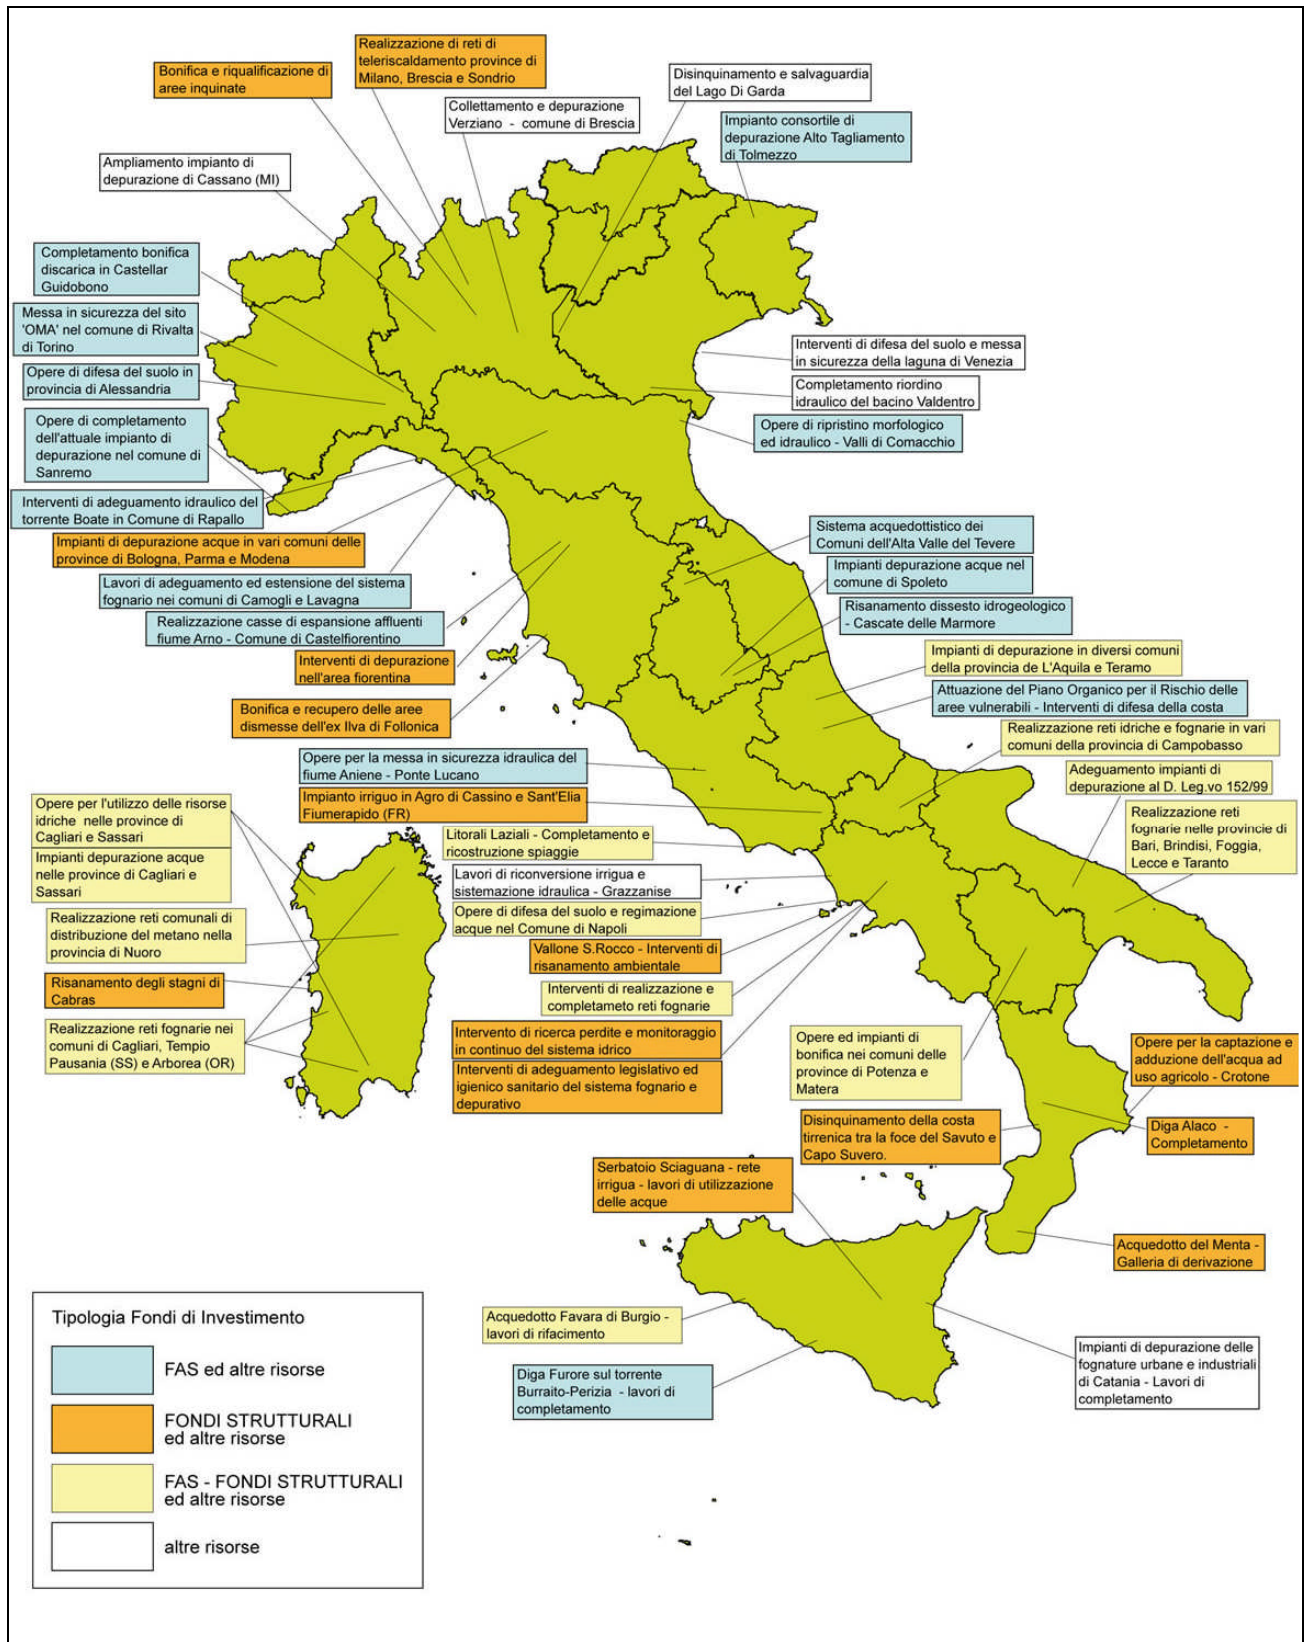 Realizzazione di reti di
teleriscaldamento province di
Milano, Brescia e Sondrio
Bonifica e riqualificazione di
aree inquinate
Disinquinamento e salvaguardia
del Lago Di Garda
Collettamento e depurazione
Verziano - comune di Brescia
Impianto consortile di
depurazione Alto Tagliamento
di Tolmezzo
Ampliamento impianto di
depurazione di Cassano (MI)
Completamento bonifica
discarica in Castellar
Guidobono
Messa in sicurezza del sito
'OMA' nel comune di Rivalta
di Torino
Interventi di difesa del suolo e messa
in sicurezza della laguna di Venezia
Opere di difesa del suolo in
provincia di Alessandria
Completamento riordino
idraulico del bacino Valdentro
Opere di completamento
dell'attuale impianto di
depurazione nel comune di
Sanremo
Opere di ripristino morfologico
ed idraulico - Valli di Comacchio
Interventi di adeguamento idraulico del
torrente Boate in Comune di Rapallo
Impianti di depurazione acque in vari comuni delle
province di Bologna, Parma e Modena
Sistema acquedottistico dei
Comuni dell'Alta Valle del Tevere
Impianti depurazione acque nel
comune di Spoleto
Lavori di adeguamento ed estensione del sistema
fognario nei comuni di Camogli e Lavagna
Risanamento dissesto idrogeologico
- Cascate delle Marmore
Realizzazione casse di espansione affluenti
fiume Arno - Comune di Castelfiorentino
Interventi di depurazione
nell'area fiorentina
Impianti di depurazione in diversi comuni
della provincia de L'Aquila e Teramo
Attuazione del Piano Organico per il Rischio delle
aree vulnerabili - Interventi di difesa della costa
Bonifica e recupero delle aree
dismesse dell'ex Ilva di Follonica
Realizzazione reti idriche e fognarie in vari
comuni della provincia di Campobasso
Opere per la messa in sicurezza idraulica del
fiume Aniene - Ponte Lucano
Adeguamento impianti di
depurazione al D. Leg.vo 152/99
Impianto irriguo in Agro di Cassino e Sant'Elia
Fiumerapido (FR)
Opere per l'utilizzo delle risorse
idriche nelle province di
Cagliari e Sassari
Realizzazione reti
fognarie nelle provincie di
Bari, Brindisi, Foggia,
Lecce e Taranto
Litorali Laziali - Completamento e
ricostruzione spiaggie
Impianti depurazione acque
nelle province di Cagliari e
Sassari
Lavori di riconversione irrigua e
sistemazione idraulica - Grazzanise
Opere di difesa del suolo e regimazione
acque nel Comune di Napoli
Realizzazione reti comunali di
distribuzione del metano nella
provincia di Nuoro
Vallone S.Rocco - Interventi di
risanamento ambientale
Risanamento degli stagni di
Cabras
Interventi di realizzazione e
completameto reti fognarie
Realizzazione reti fognarie nei
comuni di Cagliari, Tempio
Pausania (SS) e Arborea (OR)
Intervento di ricerca perdite e monitoraggio
in continuo del sistema idrico
Opere ed impianti di
bonifica nei comuni delle
province di Potenza e
Matera
Opere per la captazione e
adduzione dell'acqua ad
uso agricolo - Crotone
Interventi di adeguamento legislativo ed
igienico sanitario del sistema fognario e
depurativo
Disinquinamento della costa
tirrenica tra la foce del Savuto e
Capo Suvero.
Diga Alaco -
Completamento
Serbatoio Sciaguana - rete
irrigua - lavori di utilizzazione
delle acque
Acquedotto del Menta -
Galleria di derivazione
Acquedotto Favara di Burgio -
lavori di rifacimento
Impianti di depurazione delle
fognature urbane e industriali
di Catania - Lavori di
completamento
Diga Furore sul torrente
Burraito-Perizia - lavori di
completamento
Tipologia Fondi di Investimento
FAS ed altre risorse
FONDI STRUTTURALI
ed altre risorse
FAS - FONDI STRUTTURALI
ed altre risorse
altre risorse